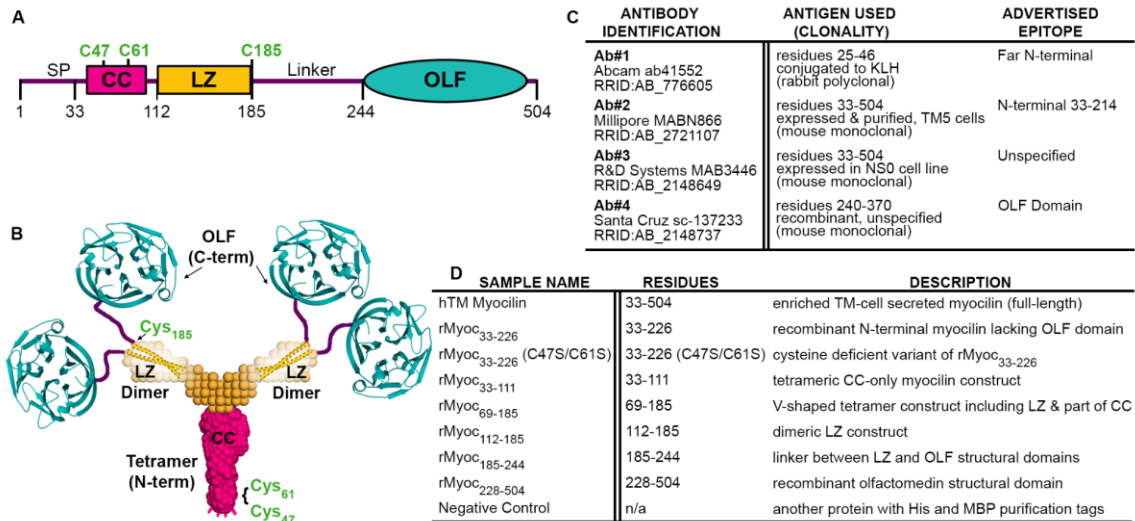 A
C47 C61 C185
SP CC LZ Linker OLF
1 33 112 185 244 504
B
OLF
(C-term)
Cys185
LZ LZ
Dimer Dimer
CC
Tetramer
(N-term)
Cys61
{
Cys47
C
ANTIBODY IDENTIFICATION ANTIGEN USED (CLONALITY) ADVERTISED EPITOPE
Ab#1 residues 25-46 Far N-terminal
Abcam ab41552 conjugated to KLH
RRID:AB_776605 (rabbit polyclonal)
Ab#2 residues 33-504 N-terminal 33-214
Millipore MABN866 expressed & purified, TM5 cells
RRID:AB_2721107 (mouse monoclonal)
Ab#3 residues 33-504 Unspecified
R&D Systems MAB3446 expressed in NS0 cell line
RRID:AB_2148649 (mouse monoclonal)
Ab#4 residues 240-370 OLF Domain
Santa Cruz sc-137233 recombinant, unspecified
RRID:AB_2148737 (mouse monoclonal)
D
SAMPLE NAME RESIDUES DESCRIPTION
hTM Myocilin 33-504 enriched TM-cell secreted myocilin (full-length)
rMyoc33-226 33-226 recombinant N-terminal myocilin lacking OLF domain
rMyoc33-226 (C47S/C61S) 33-226 (C47S/C61S) cysteine deficient variant of rMyoc33-226
rMyoc33-111 33-111 tetrameric CC-only myocilin construct
rMyoc69-185 69-185 V-shaped tetramer construct including LZ & part of CC
rMyoc112-185 112-185 dimeric LZ construct
rMyoc185-244 185-244 linker between LZ and OLF structural domains
rMyoc228-504 228-504 recombinant olfactomedin structural domain
Negative Control n/a another protein with His and MBP purification tags